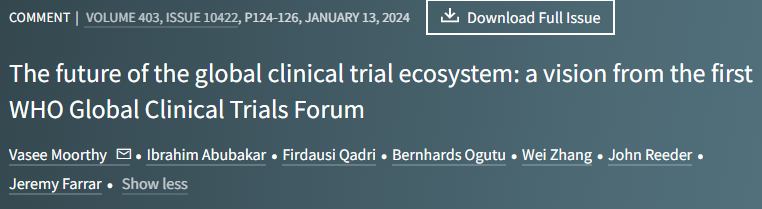 COMMENT | VOLUME 403, ISSUE 10422, P124-126, JANUARY 13, 2024 Download Full Issue
The future of the global clinical trial ecosystem: a vision from the first
WHO Global Clinical Trials Forum
Vasee Moorthy • Ibrahim Abubakar • Firdausi Qadri • Bernhards Ogutu • Wei Zhang • John Reeder •
Jeremy Farrar • Show less